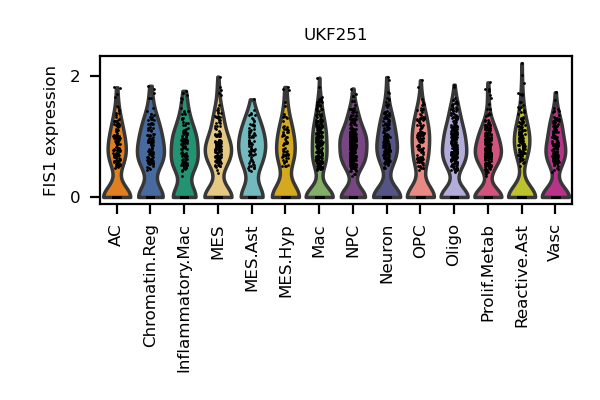 UKF251
FIS1 expression
2
0
AC
Chromatin.Reg
Inflammatory.Mac
MES
MES.Ast
MES.Hyp
Mac
NPC
Neuron
OPC
Oligo
Prolif.Metab
Reactive.Ast
Vasc